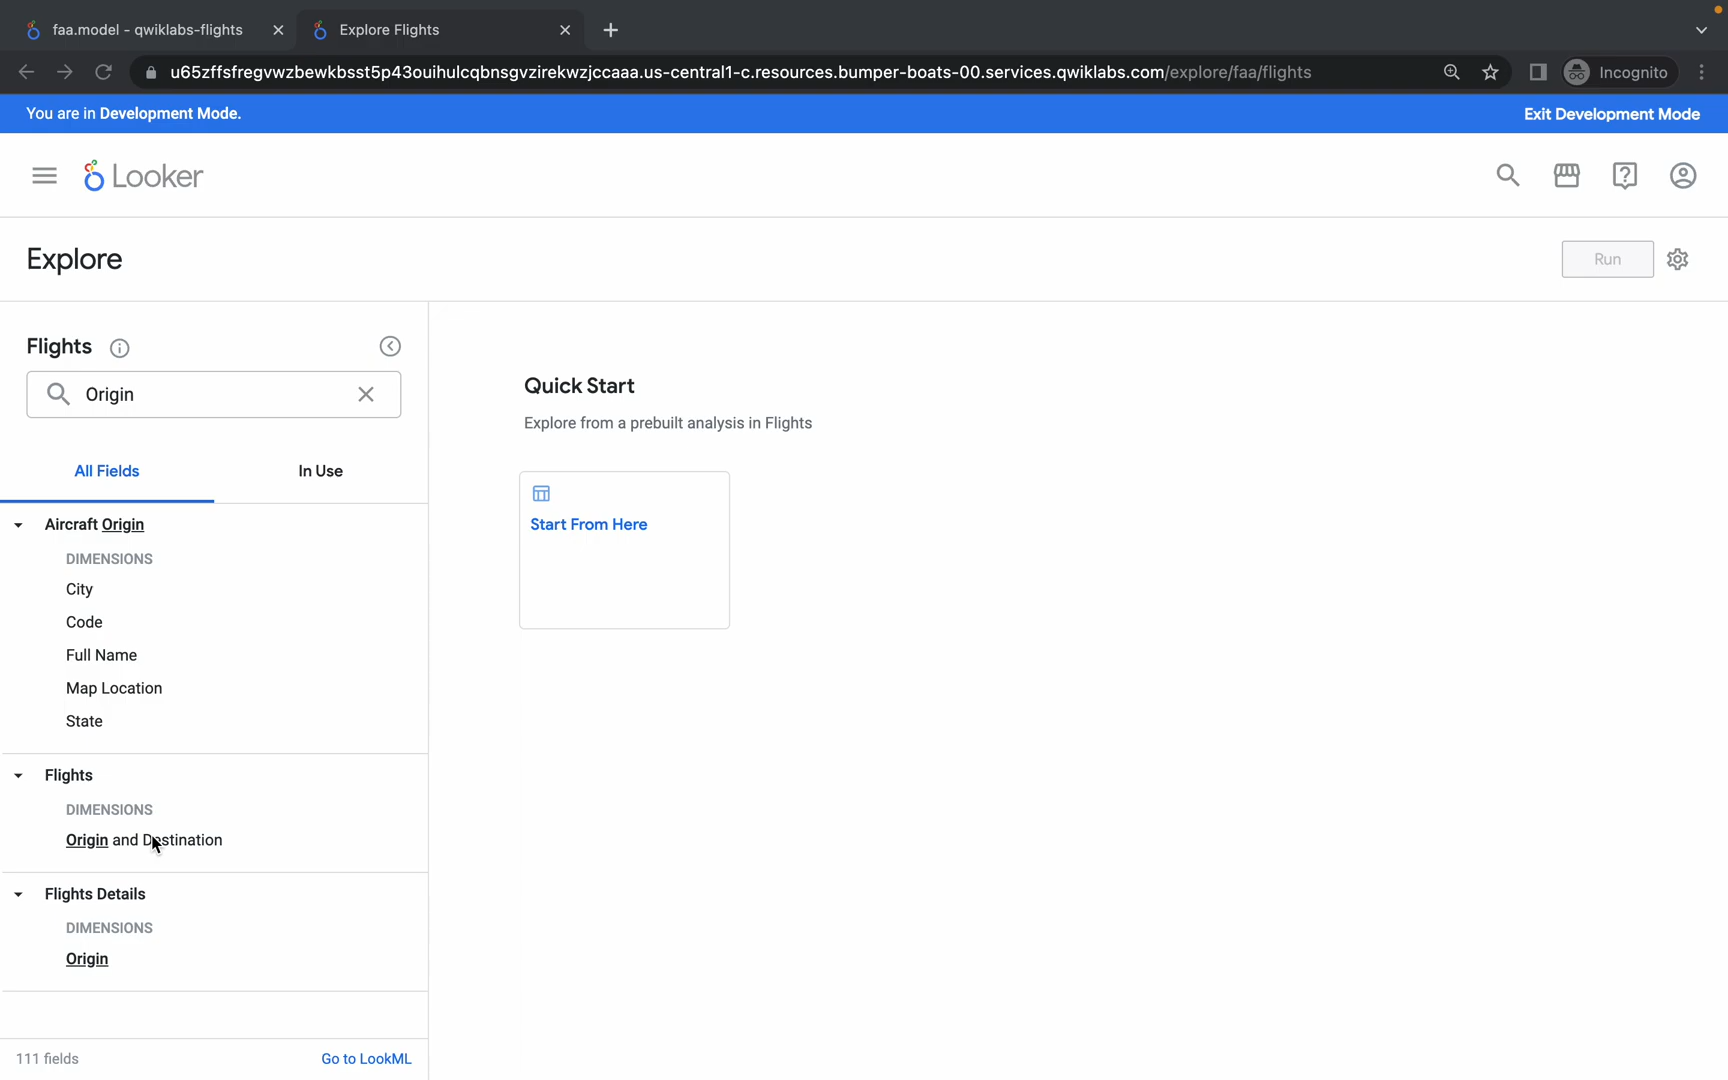 faa.model - qwiklabs-flights
Explore Flights
u65zffsfregvwzbewkbsst5p43ouihulcqbnsgvzirekwzjccaaa.us-central1-c.resources.bumper-boats-00.services.qwiklabs.com/explore/faa/flights
Incognito
You are in Development Mode.
Exit Development Mode
Looker
Explore
Run
Flights
Origin
All Fields
In Use
Aircraft Origin
DIMENSIONS
City
Code
Full Name
Map Location
State
Flights
DIMENSIONS
Origin and Destination
Flights Details
DIMENSIONS
Origin
111 fields
Go to LookML
Quick Start
Explore from a prebuilt analysis in Flights
Start From Here